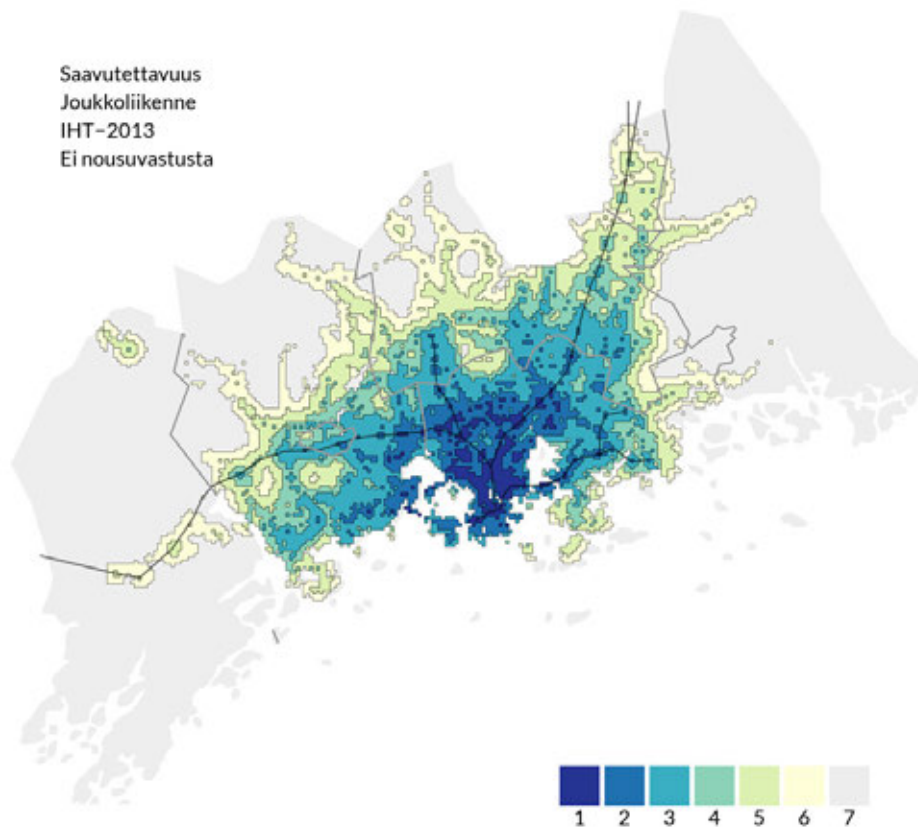 Saavutettavuus
Joukkoliikenne
IHT−2013
Ei nousuvastusta
1 2 3 4 5 6 7